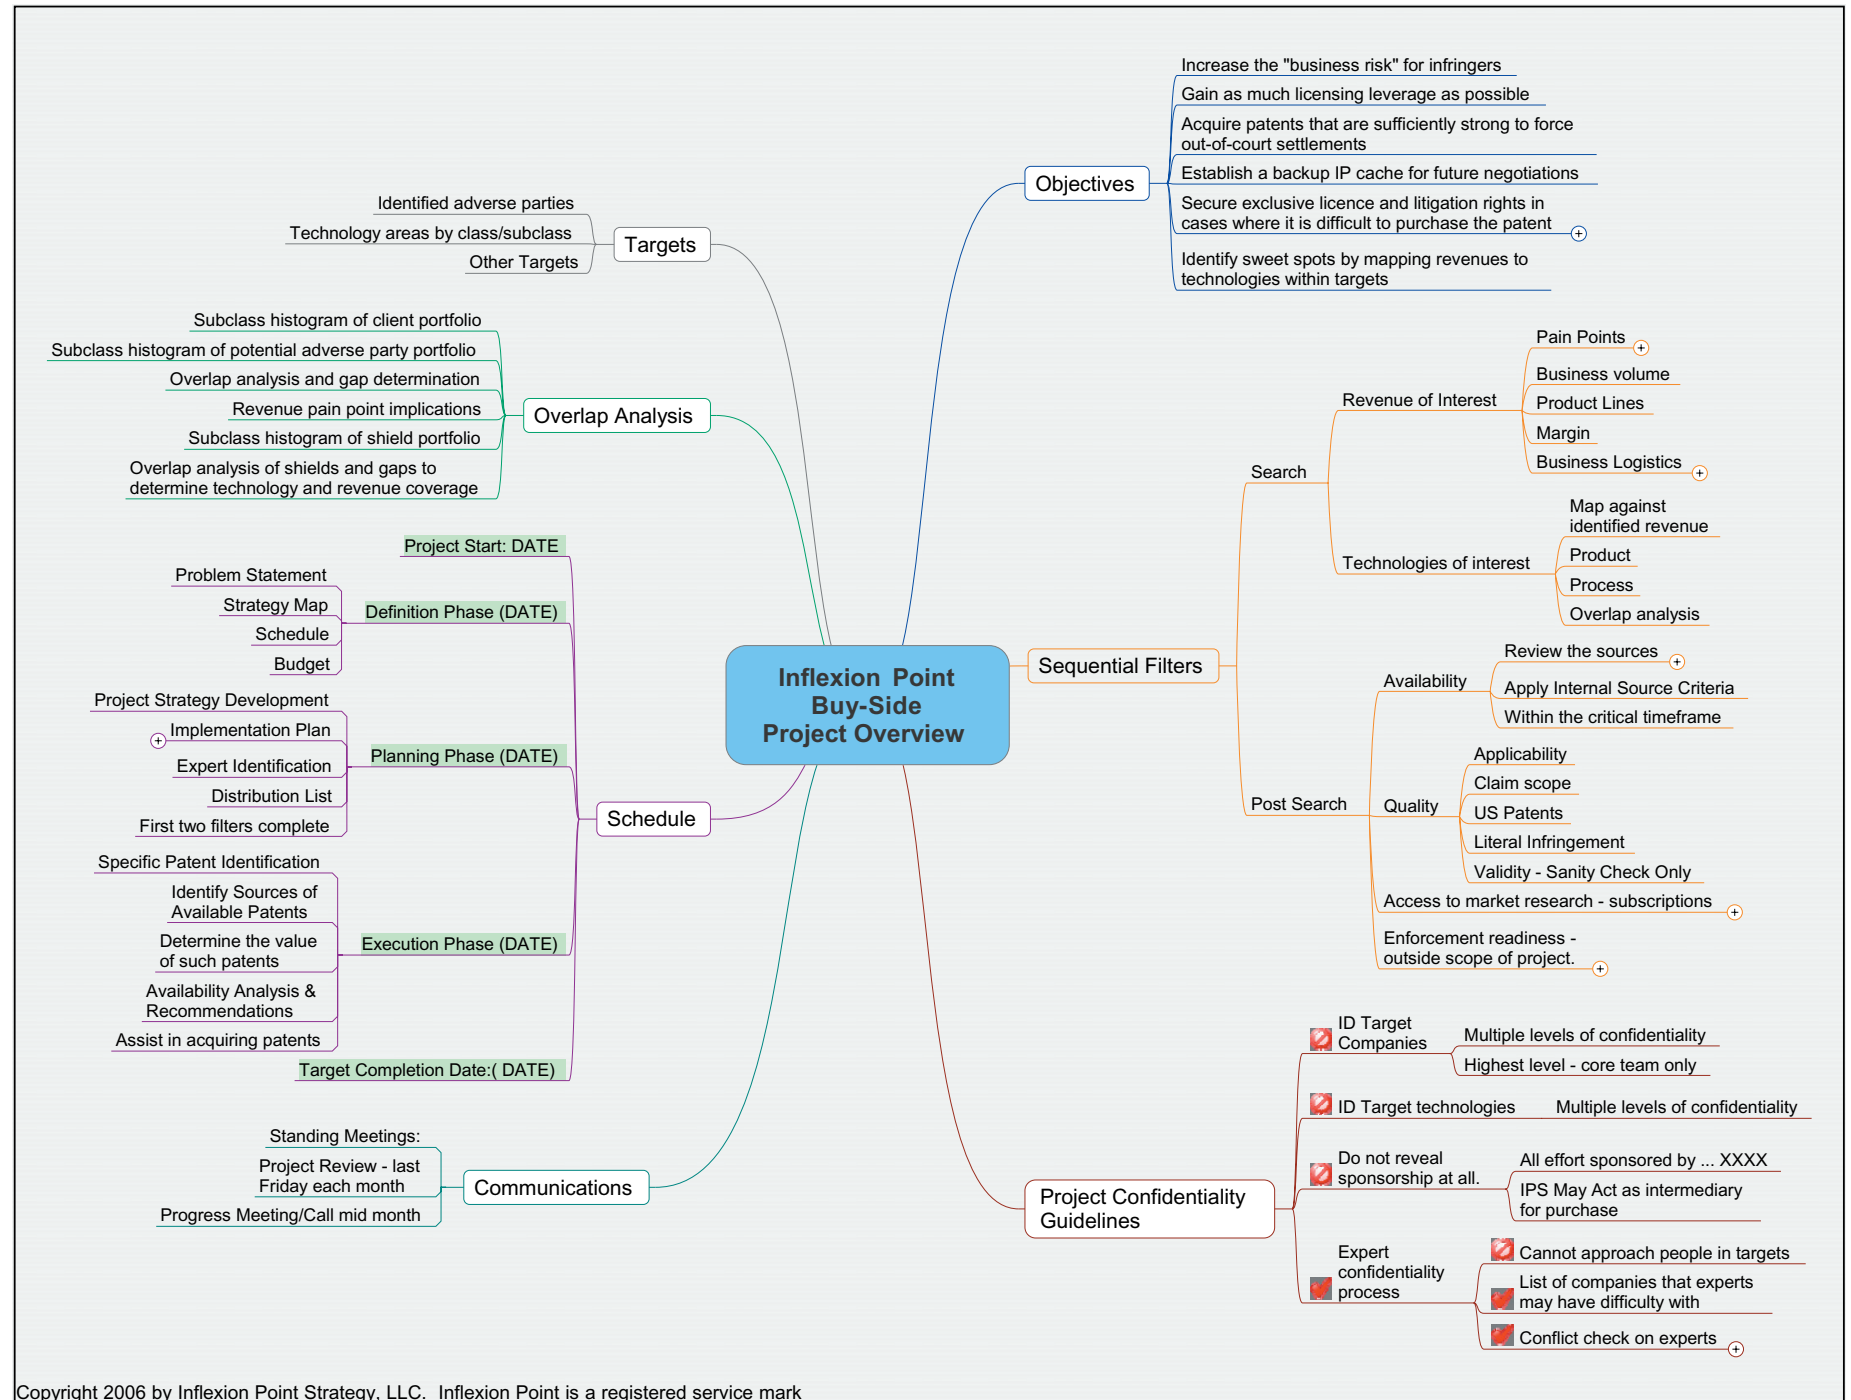 Inflexion Point
Buy-Side
Project Overview
Objectives
Increase the "business risk" for infringers
Gain as much licensing leverage as possible
Acquire patents that are sufficiently strong to force
out-of-court settlements
Establish a backup IP cache for future negotiations
Secure exclusive licence and litigation rights in
cases where it is difficult to purchase the patent
Identify sweet spots by mapping revenues to
technologies within targets
Sequential Filters
Search
Revenue of Interest
Pain Points
Business volume
Product Lines
Margin
Business Logistics
Technologies of interest
Map against
identified revenue
Product
Process
Overlap analysis
Post Search
Availability
Review the sources
Apply Internal Source Criteria
Within the critical timeframe
Quality
Applicability
Claim scope
US Patents
Literal Infringement
Validity - Sanity Check Only
Access to market research - subscriptions
Enforcement readiness -
outside scope of project.
Project Confidentiality
Guidelines
ID Target
Companies
Multiple levels of confidentiality
Highest level - core team only
ID Target technologies
Multiple levels of confidentiality
Do not reveal
sponsorship at all.
All effort sponsored by ... XXXX
IPS May Act as intermediary
for purchase
Expert
confidentiality
process
Cannot approach people in targets
List of companies that experts
may have difficulty with
Conflict check on experts
Targets
Identified adverse parties
Technology areas by class/subclass
Other Targets
Overlap Analysis
Subclass histogram of client portfolio
Subclass histogram of potential adverse party portfolio
Overlap analysis and gap determination
Revenue pain point implications
Subclass histogram of shield portfolio
Overlap analysis of shields and gaps to
determine technology and revenue coverage
Schedule
Project Start: DATE
Definition Phase (DATE)
Problem Statement
Strategy Map
Schedule
Budget
Planning Phase (DATE)
Project Strategy Development
Implementation Plan
Expert Identification
Distribution List
First two filters complete
Execution Phase (DATE)
Specific Patent Identification
Identify Sources of
Available Patents
Determine the value
of such patents
Availability Analysis &
Recommendations
Assist in acquiring patents
Target Completion Date:( DATE)
Communications
Standing Meetings:
Project Review - last
Friday each month
Progress Meeting/Call mid month
Copyright 2006 by Inflexion Point Strategy, LLC.  Inflexion Point is a registered service mark